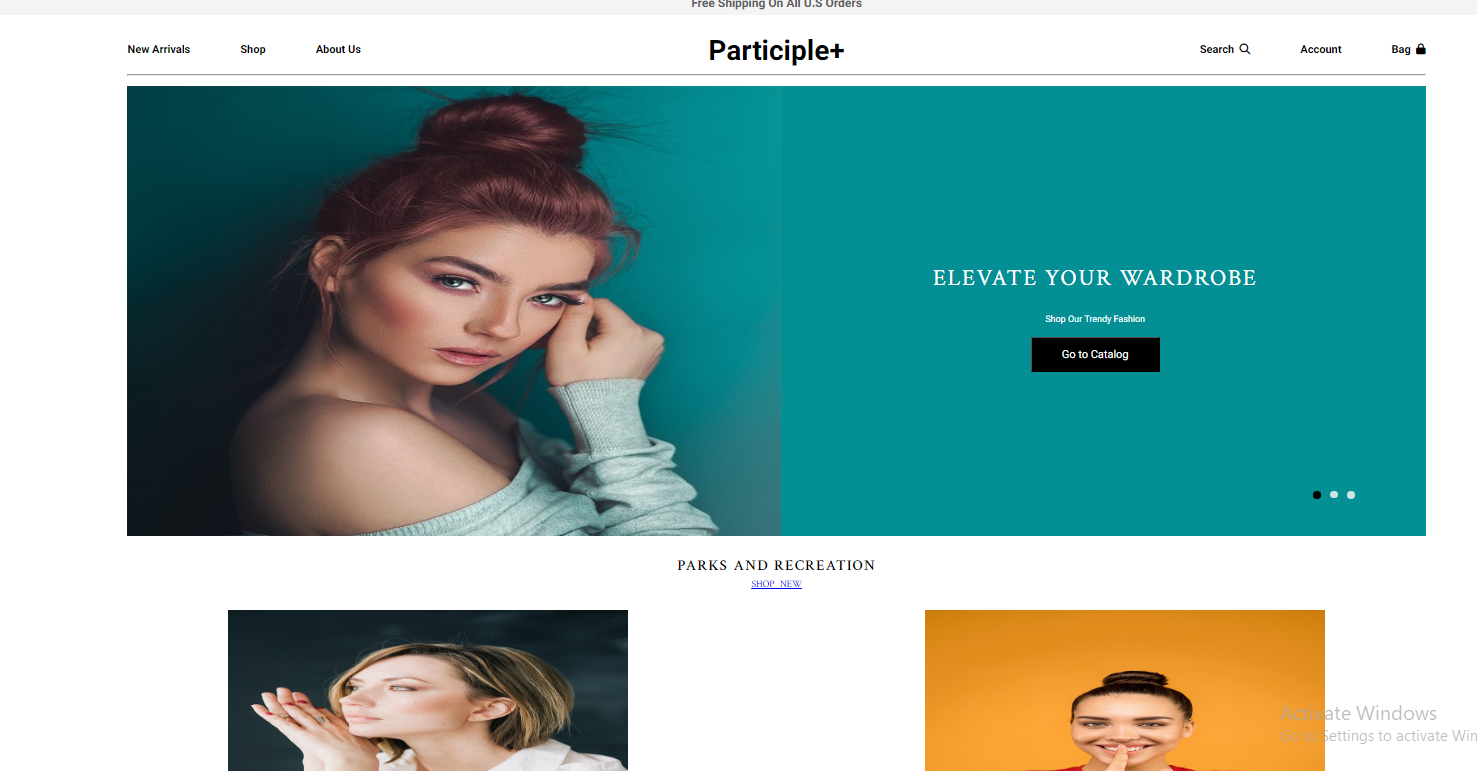 Free Shipping On All U.S Orders
New Arrivals
Shop
About Us
Participle+
Search
Account
Bag
ELEVATE YOUR WARDROBE
Shop Our Trendy Fashion
Go to Catalog
PARKS AND RECREATION
SHOP NEW
Activate Windows
Go to Settings to activate Win